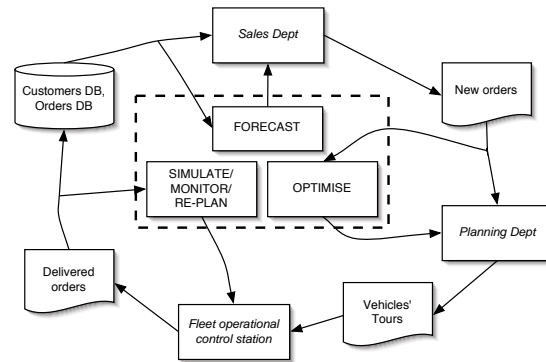 Sales Dept
Customers DB,
Orders DB
New orders
FORECAST
SIMULATE/
MONITOR/
RE-PLAN
OPTIMISE
Planning Dept
Delivered
orders
Vehicles'
Tours
Fleet operational
control station